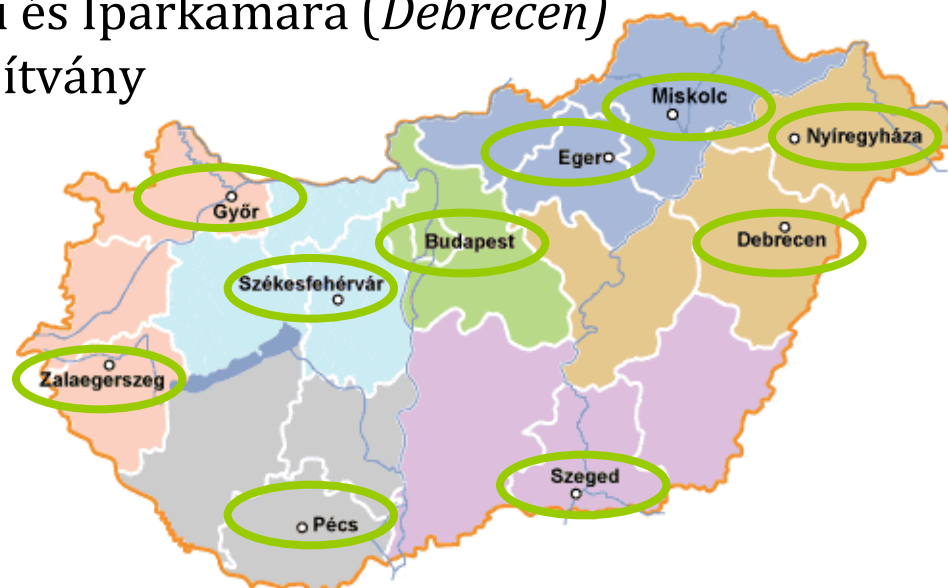 és Iparkamara (Debrecen)
ítvány
Miskolc
Nyíregyháza
Eger
Győr
Budapest
Debrecen
Székesfehérvár
Zalaegerszeg
Szeged
Pécs